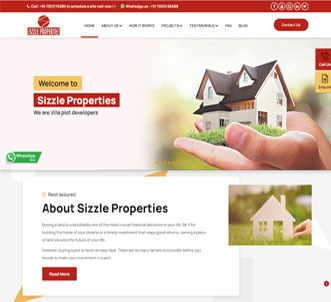 Call : +91 7353775280 to schedule a site visit now !!! WhatsApp us: +91 73533 66280
SIZZLE PROPERTIES
HOME ABOUT US HOW IT WORKS PROJECTS TESTIMONIALS FAQ BLOG
Contact Us
Welcome to
Sizzle Properties
We are Villa plot developers
Call Us
Enquire
WhatsApp
Rest assured
About Sizzle Properties
Buying a land is undoubtedly one of the most crucial financial decisions in your life. Be it for
building the home of your dreams or a timely investment that reaps good returns, owning a piece
of land secures the future of your life.
However, buying a plot is never an easy task. There are so many factors to consider before you
decide to make your investment in a plot.
Read More